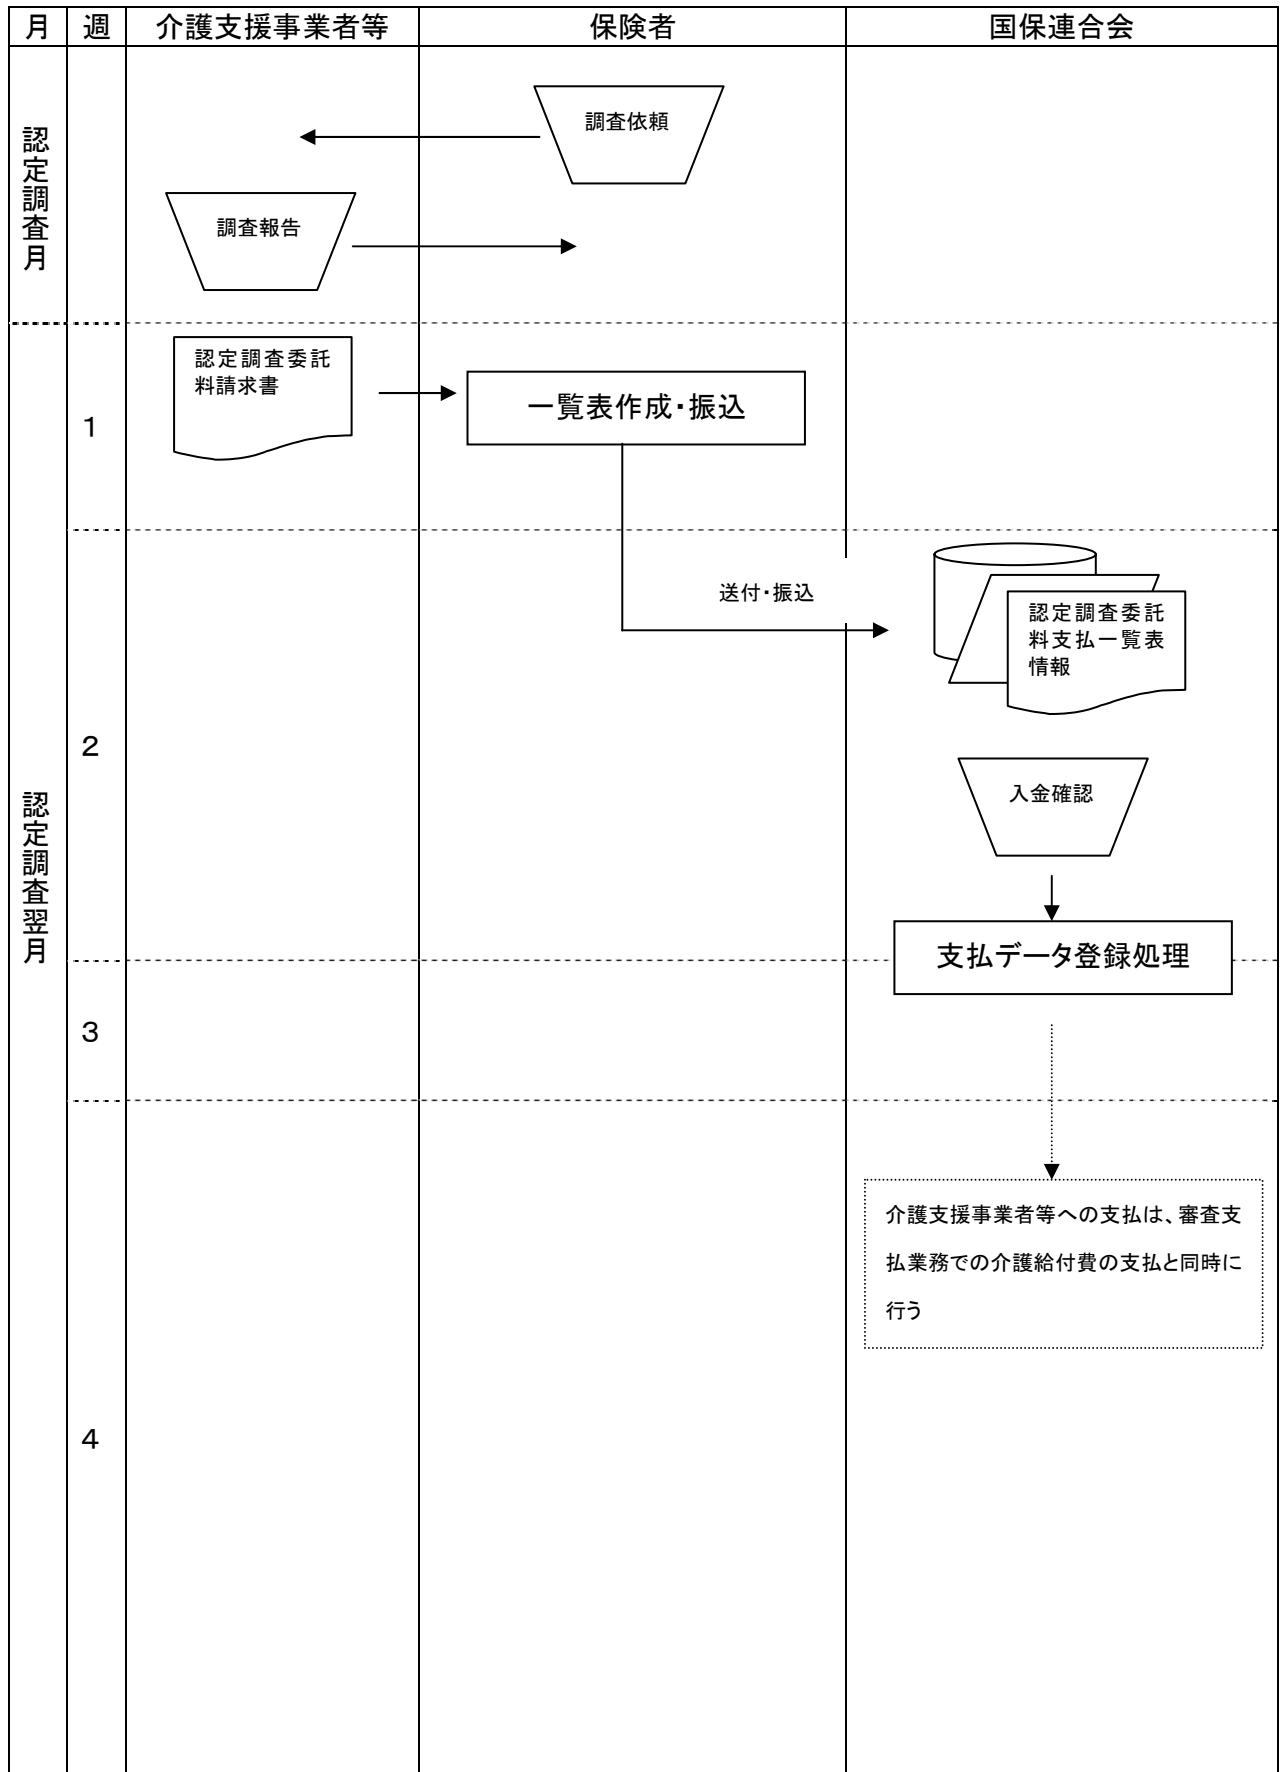 月 週 介護支援事業者等 保険者 国保連合会
認定調査月
調査依頼
調査報告
認定調査翌月
1
認定調査委託
料請求書
一覧表作成・振込
2
送付・振込
認定調査委託
料支払一覧表
情報
入金確認
支払データ登録処理
3
4
介護支援事業者等への支払は、審査支
払業務での介護給付費の支払と同時に
行う